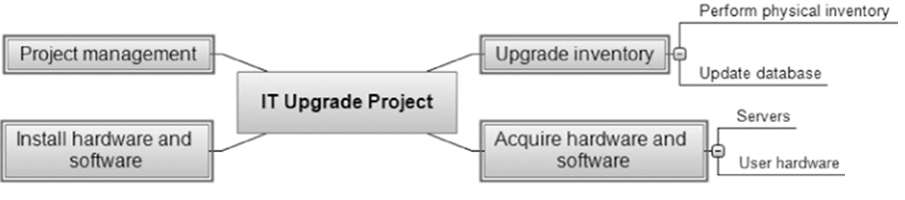 Perform physical inventory
Project management
Upgrade inventory
Update database
IT Upgrade Project
Install hardware and
software
Acquire hardware and
software
Servers
User hardware